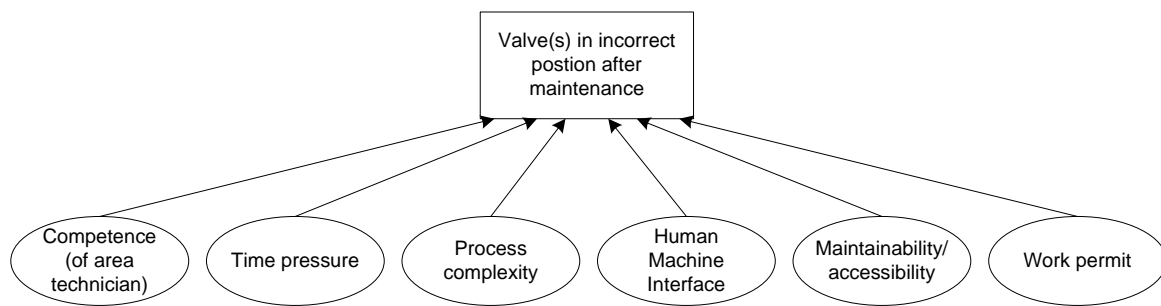 Valve(s) in incorrect
postion after
maintenance
Competence
(of area
technician)
Time pressure
Process
complexity
Human
Machine
Interface
Maintainability/
accessibility
Work permit